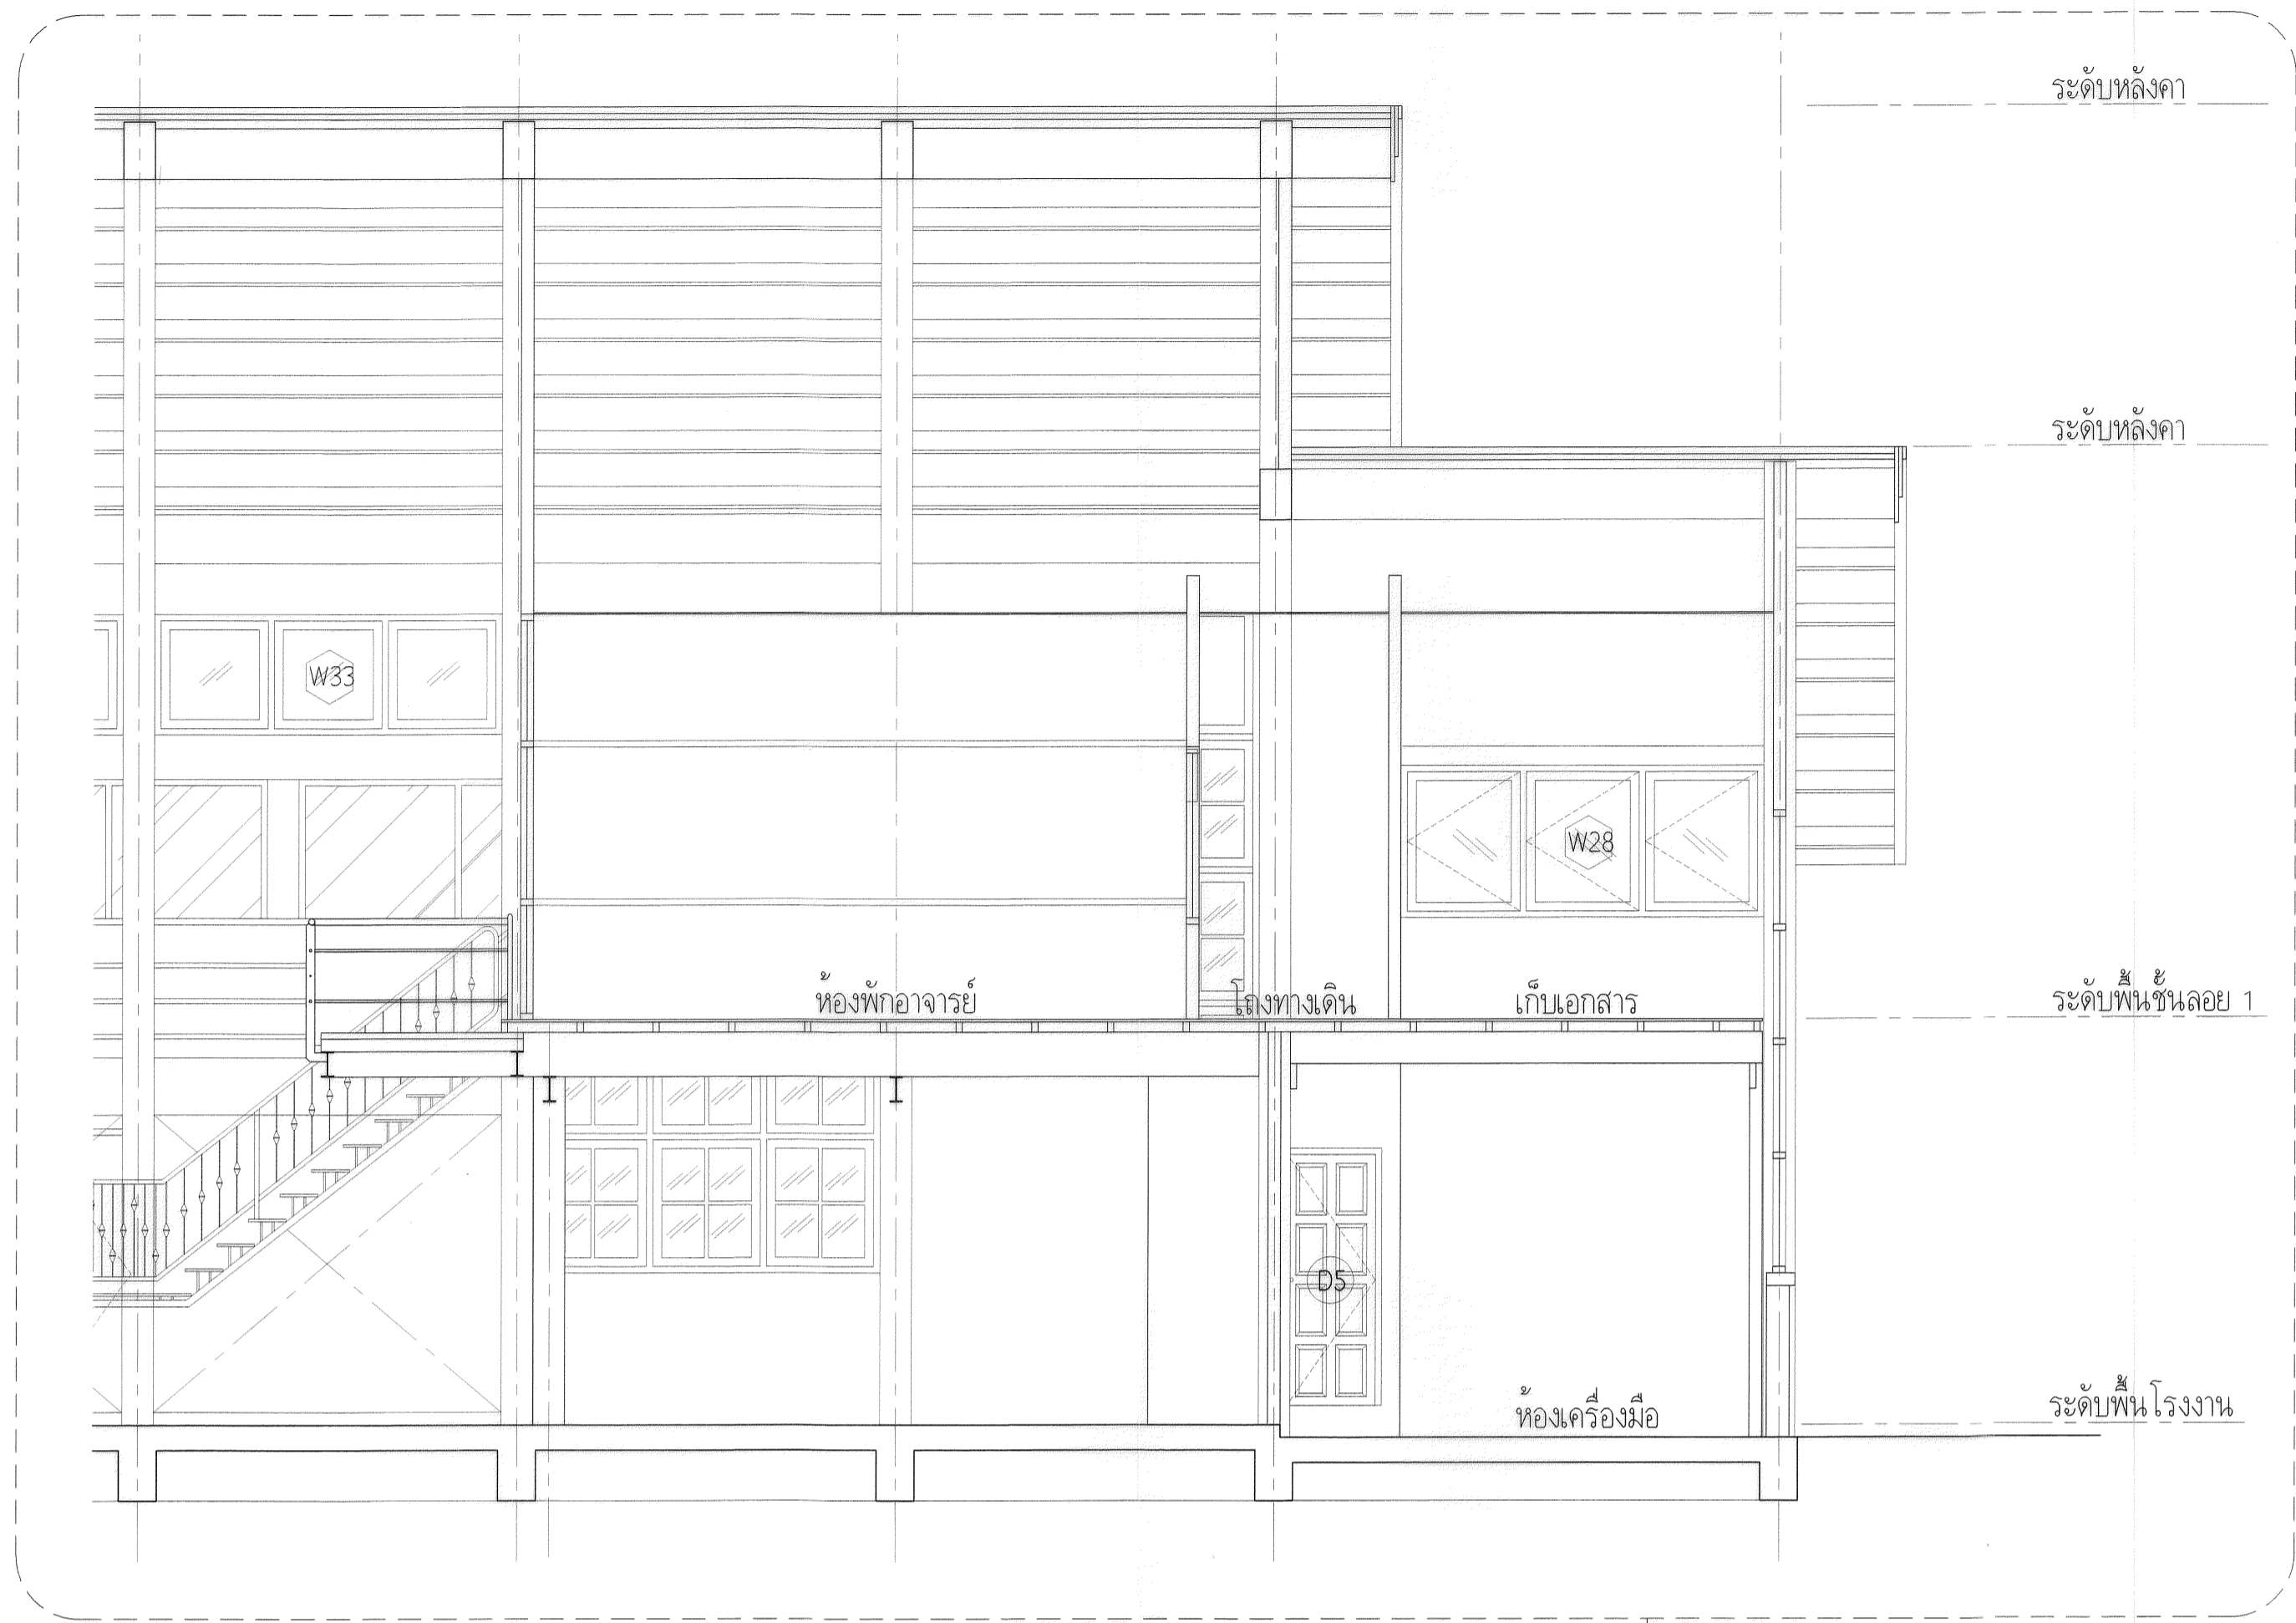 ระดับหลังคา
ระดับหลังคา
W33
W28
ห้องพักอาจารย์ โถงทางเดิน เก็บเอกสาร ระดับพื้นชั้นลอย 1
D5
ห้องเครื่องมือ ระดับพื้นโรงงาน